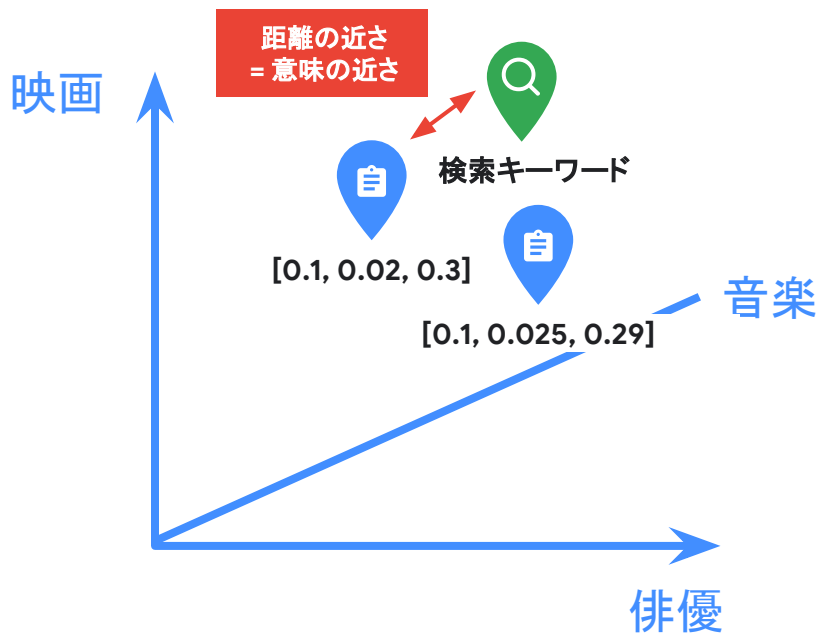 距離の近さ
= 意味の近さ
映画
検索キーワード
[0.1, 0.02, 0.3]
音楽
[0.1, 0.025, 0.29]
俳優